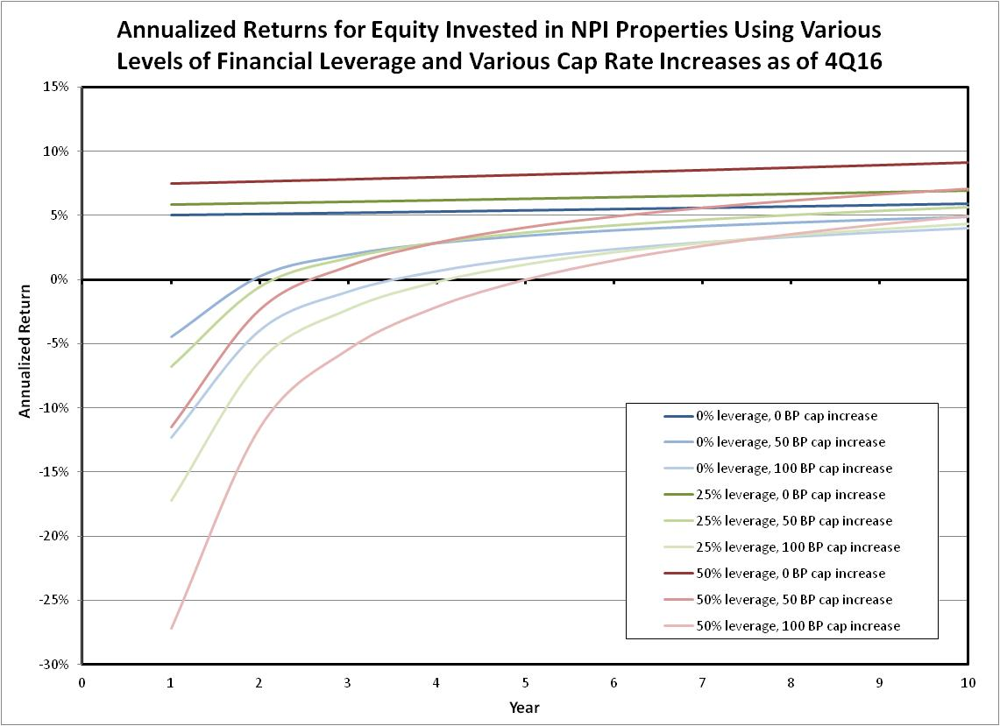 Annualized Returns for Equity Invested in NPI Properties Using Various
Levels of Financial Leverage and Various Cap Rate Increases as of 4Q16
15%
10%
5%
0%
-5%
-10%
-15%
-20%
-25%
-30%
Annualized Return
0% leverage, 0 BP cap increase
0% leverage, 50 BP cap increase
0% leverage, 100 BP cap increase
25% leverage, 0 BP cap increase
25% leverage, 50 BP cap increase
25% leverage, 100 BP cap increase
50% leverage, 0 BP cap increase
50% leverage, 50 BP cap increase
50% leverage, 100 BP cap increase
0 1 2 3 4 5 6 7 8 9 10
Year